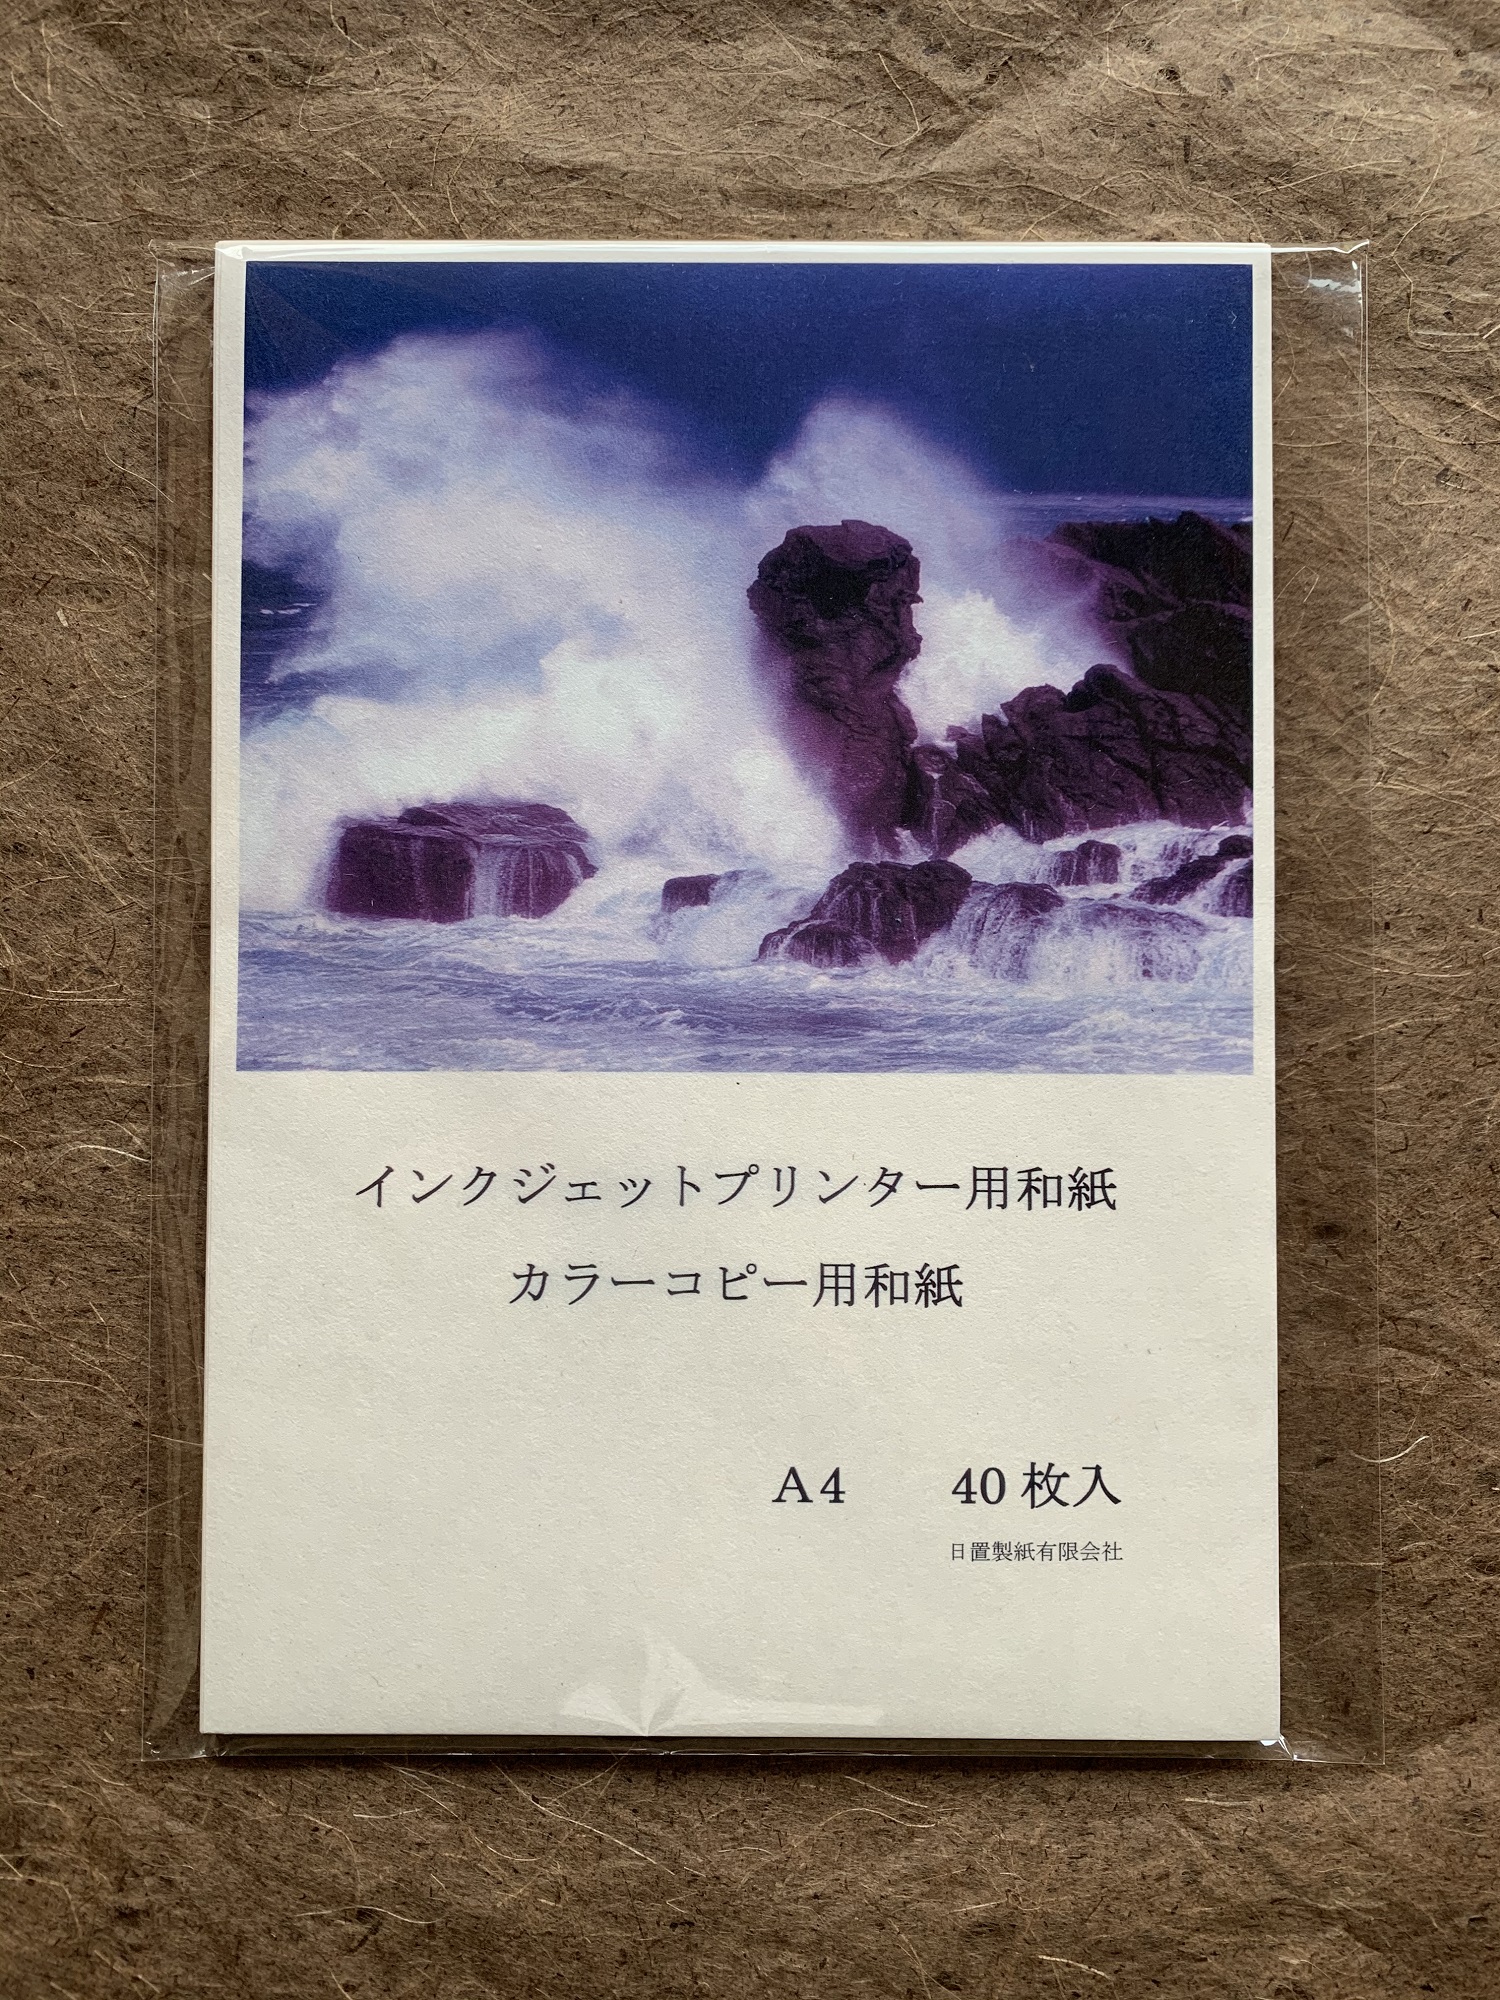 インクジェットプリンター用和紙
カラーコピー用和紙
A4 40枚入
日置製紙有限会社